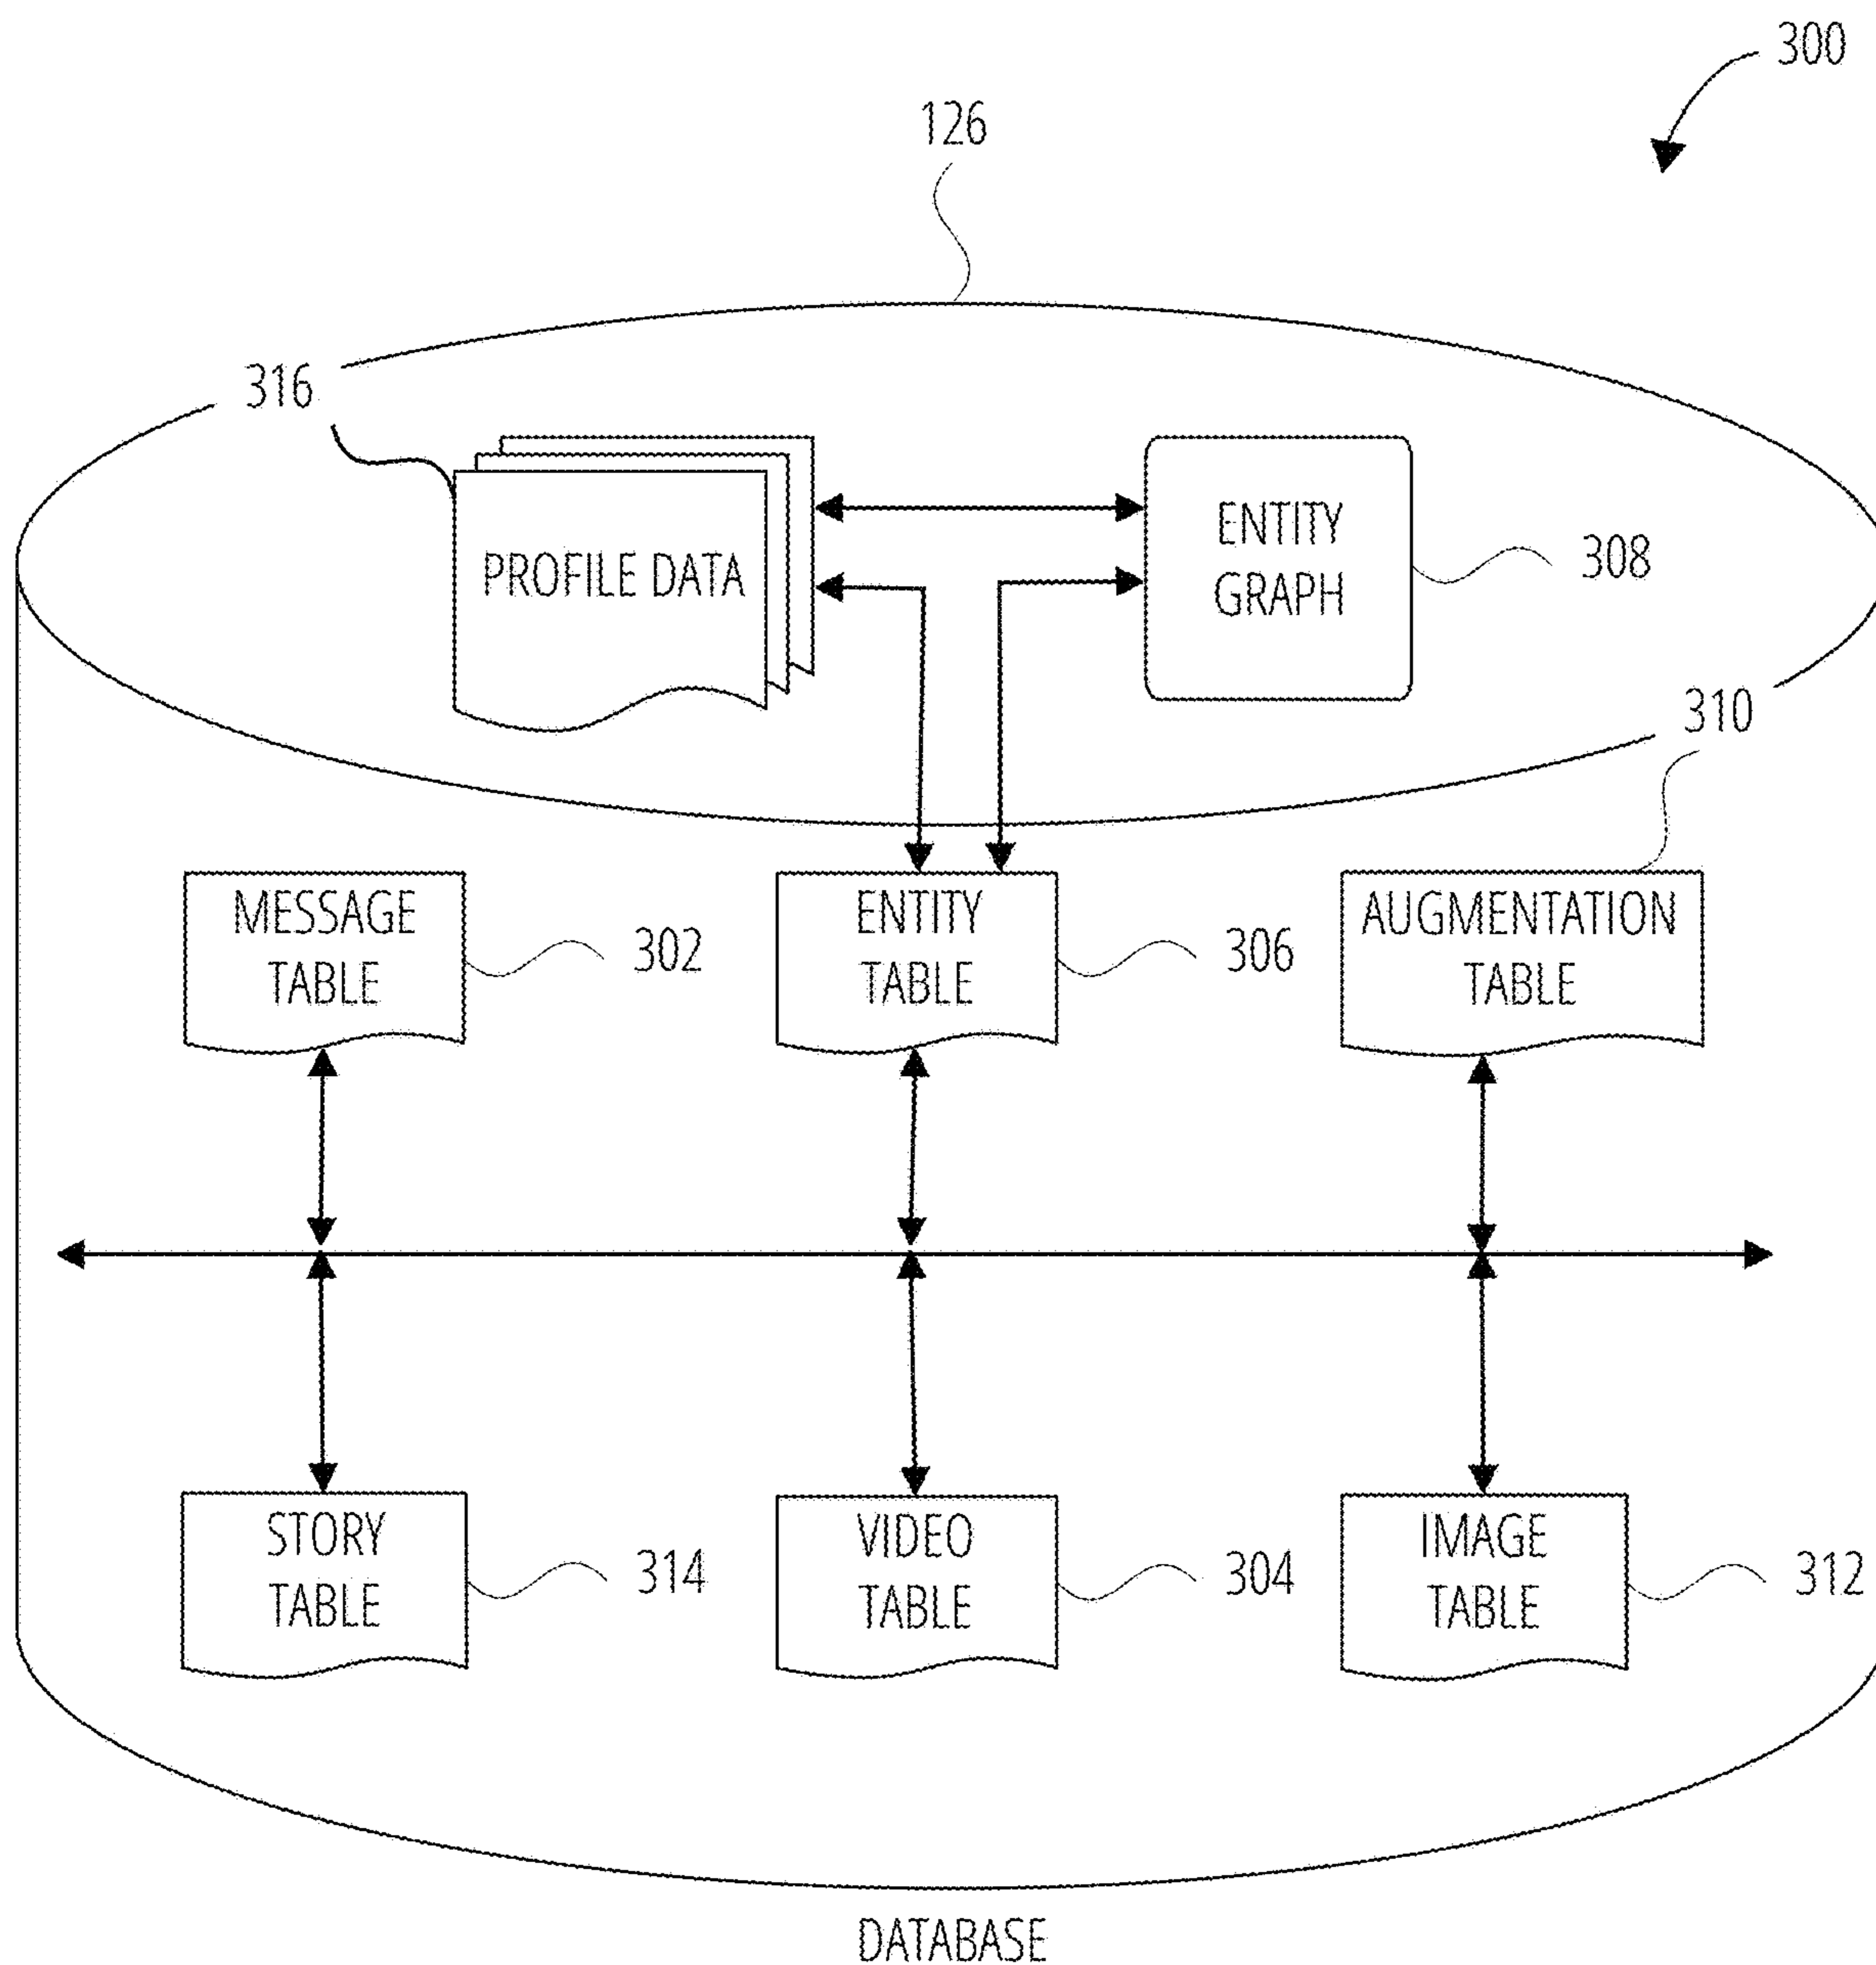 300
126
316
PROFILE DATA
ENTITY
GRAPH
308
310
MESSAGE
TABLE
302
ENTITY
TABLE
306
AUGMENTATION
TABLE
STORY
TABLE
314
VIDEO
TABLE
304
IMAGE
TABLE
312
DATABASE